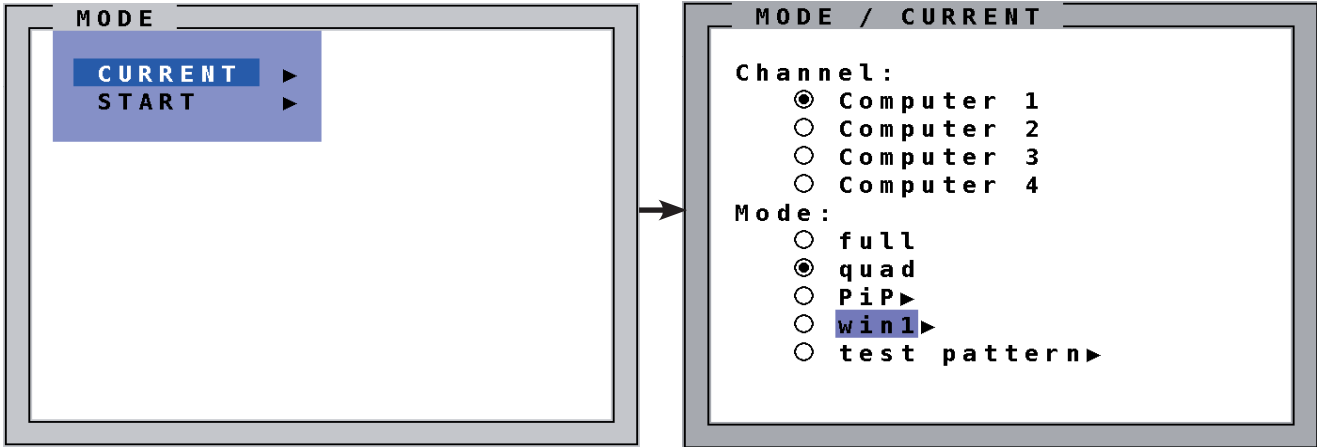 MODE
CURRENT ▶
START ▶
MODE / CURRENT
Channel:
Computer 1
Computer 2
Computer 3
Computer 4
Mode:
full
quad
PiP▶
win1▶
test pattern▶